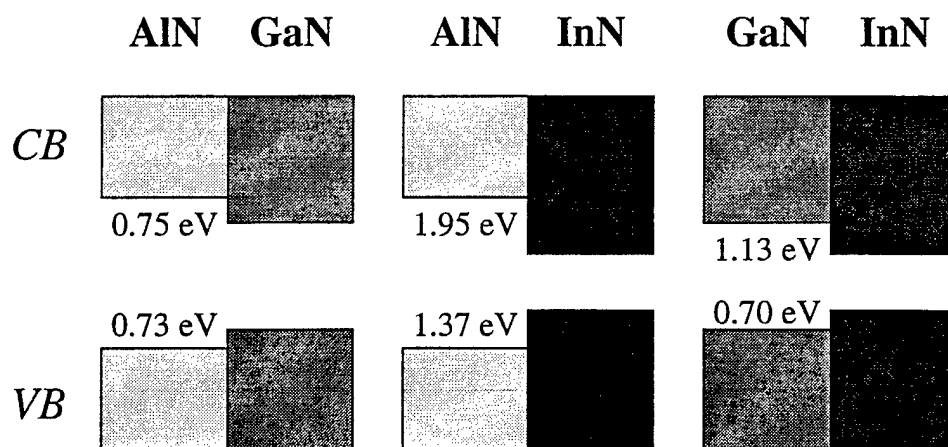 AlN GaN AlN InN GaN InN
CB
0.75 eV 1.95 eV 1.13 eV
0.73 eV 1.37 eV 0.70 eV
VB